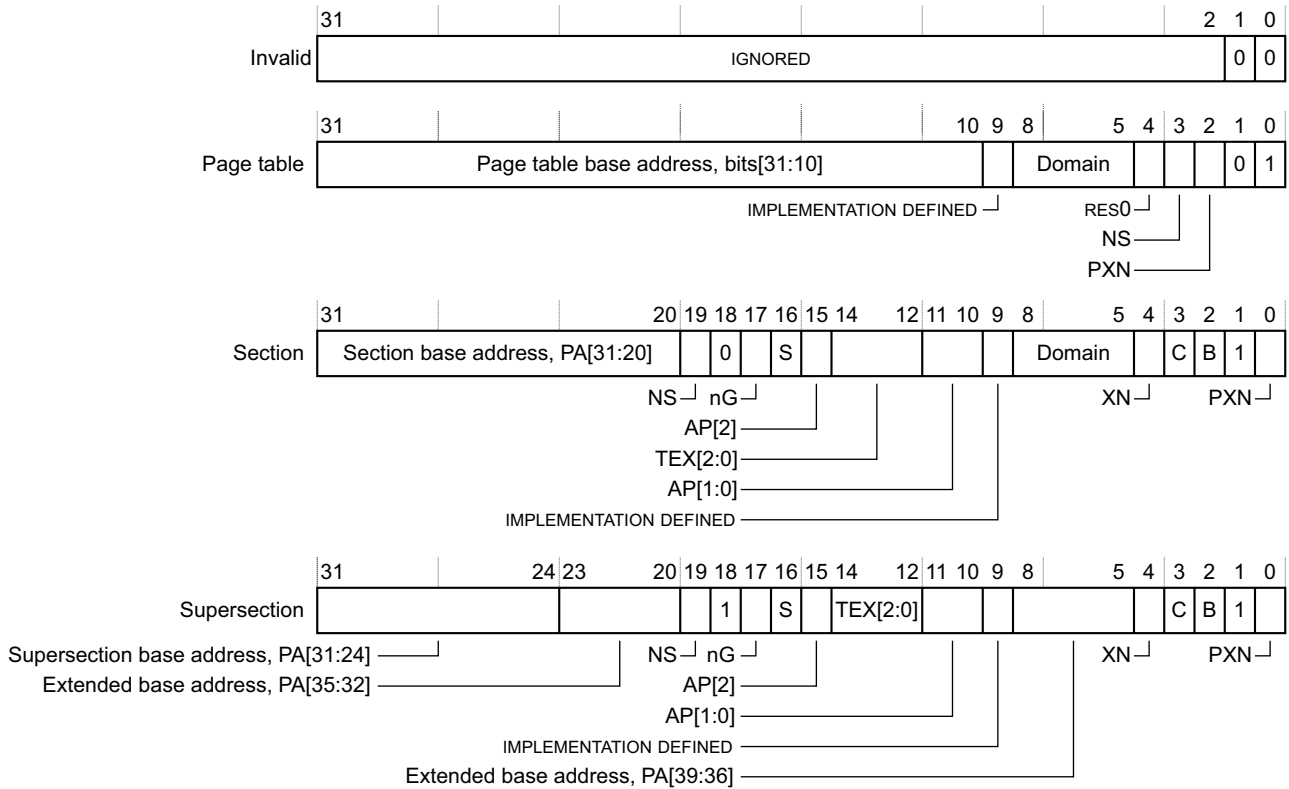 31 2 1 0
Invalid IGNORED 0 0
31 10 9 8 5 4 3 2 1 0
Page table Page table base address, bits[31:10] Domain 0 1
IMPLEMENTATION DEFINED RES0
NS
PXN
31 20 19 18 17 16 15 14 12 11 10 9 8 5 4 3 2 1 0
Section Section base address, PA[31:20] 0 S Domain C B 1
NS nG XN PXN
AP[2]
TEX[2:0]
AP[1:0]
IMPLEMENTATION DEFINED
31 24 23 20 19 18 17 16 15 14 12 11 10 9 8 5 4 3 2 1 0
Supersection 1 S TEX[2:0] C B 1
Supersection base address, PA[31:24] NS nG XN PXN
Extended base address, PA[35:32] AP[2]
AP[1:0]
IMPLEMENTATION DEFINED
Extended base address, PA[39:36]